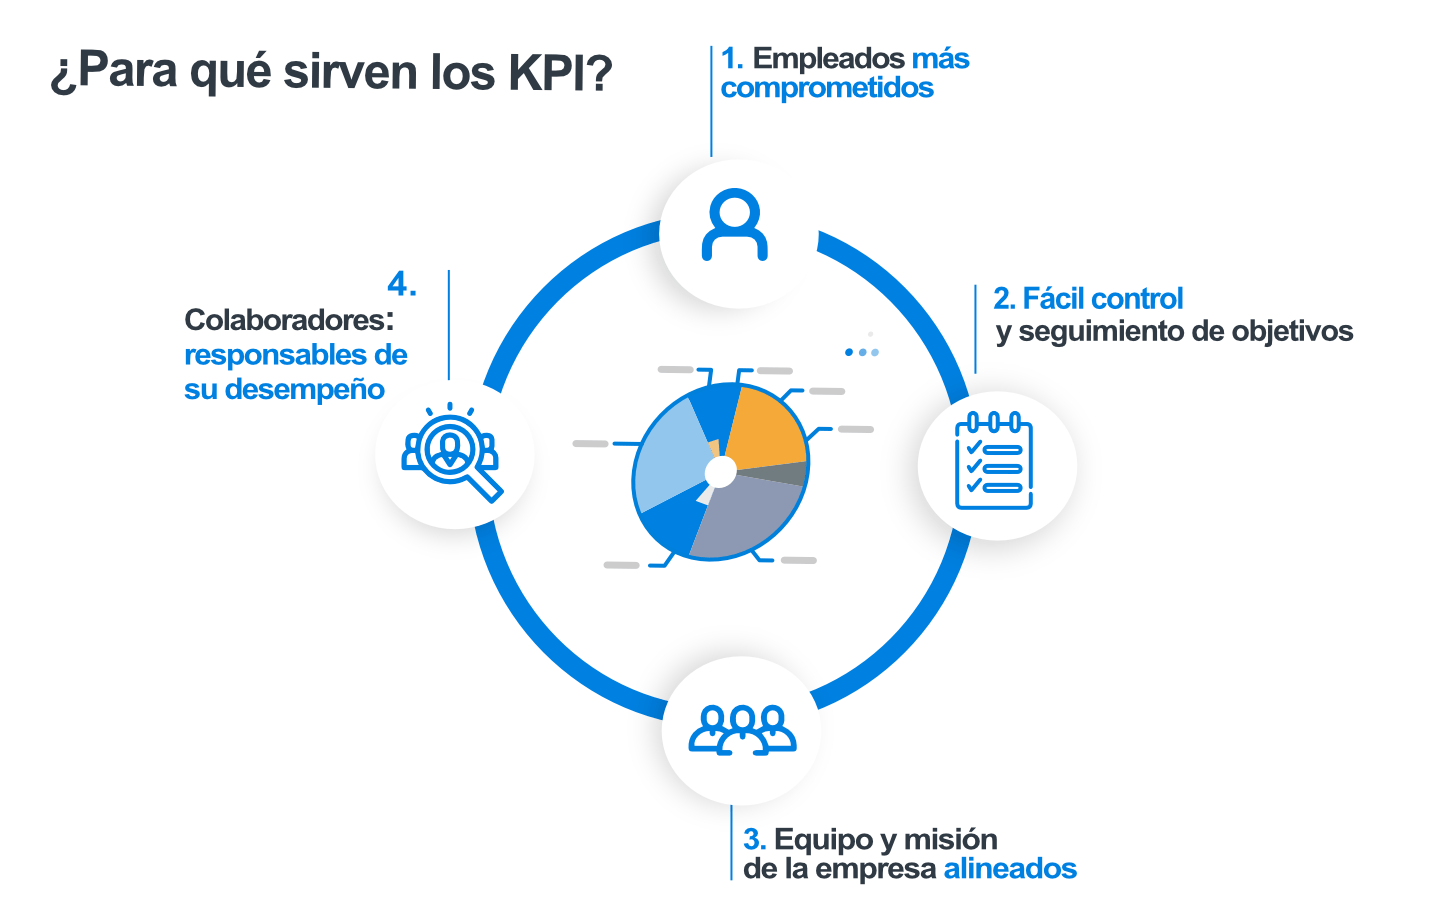 ¿Para qué sirven los KPI?
1. Empleados más
comprometidos
2. Fácil control
y seguimiento de objetivos
3. Equipo y misión
de la empresa alineados
4.
Colaboradores:
responsables de
su desempeño